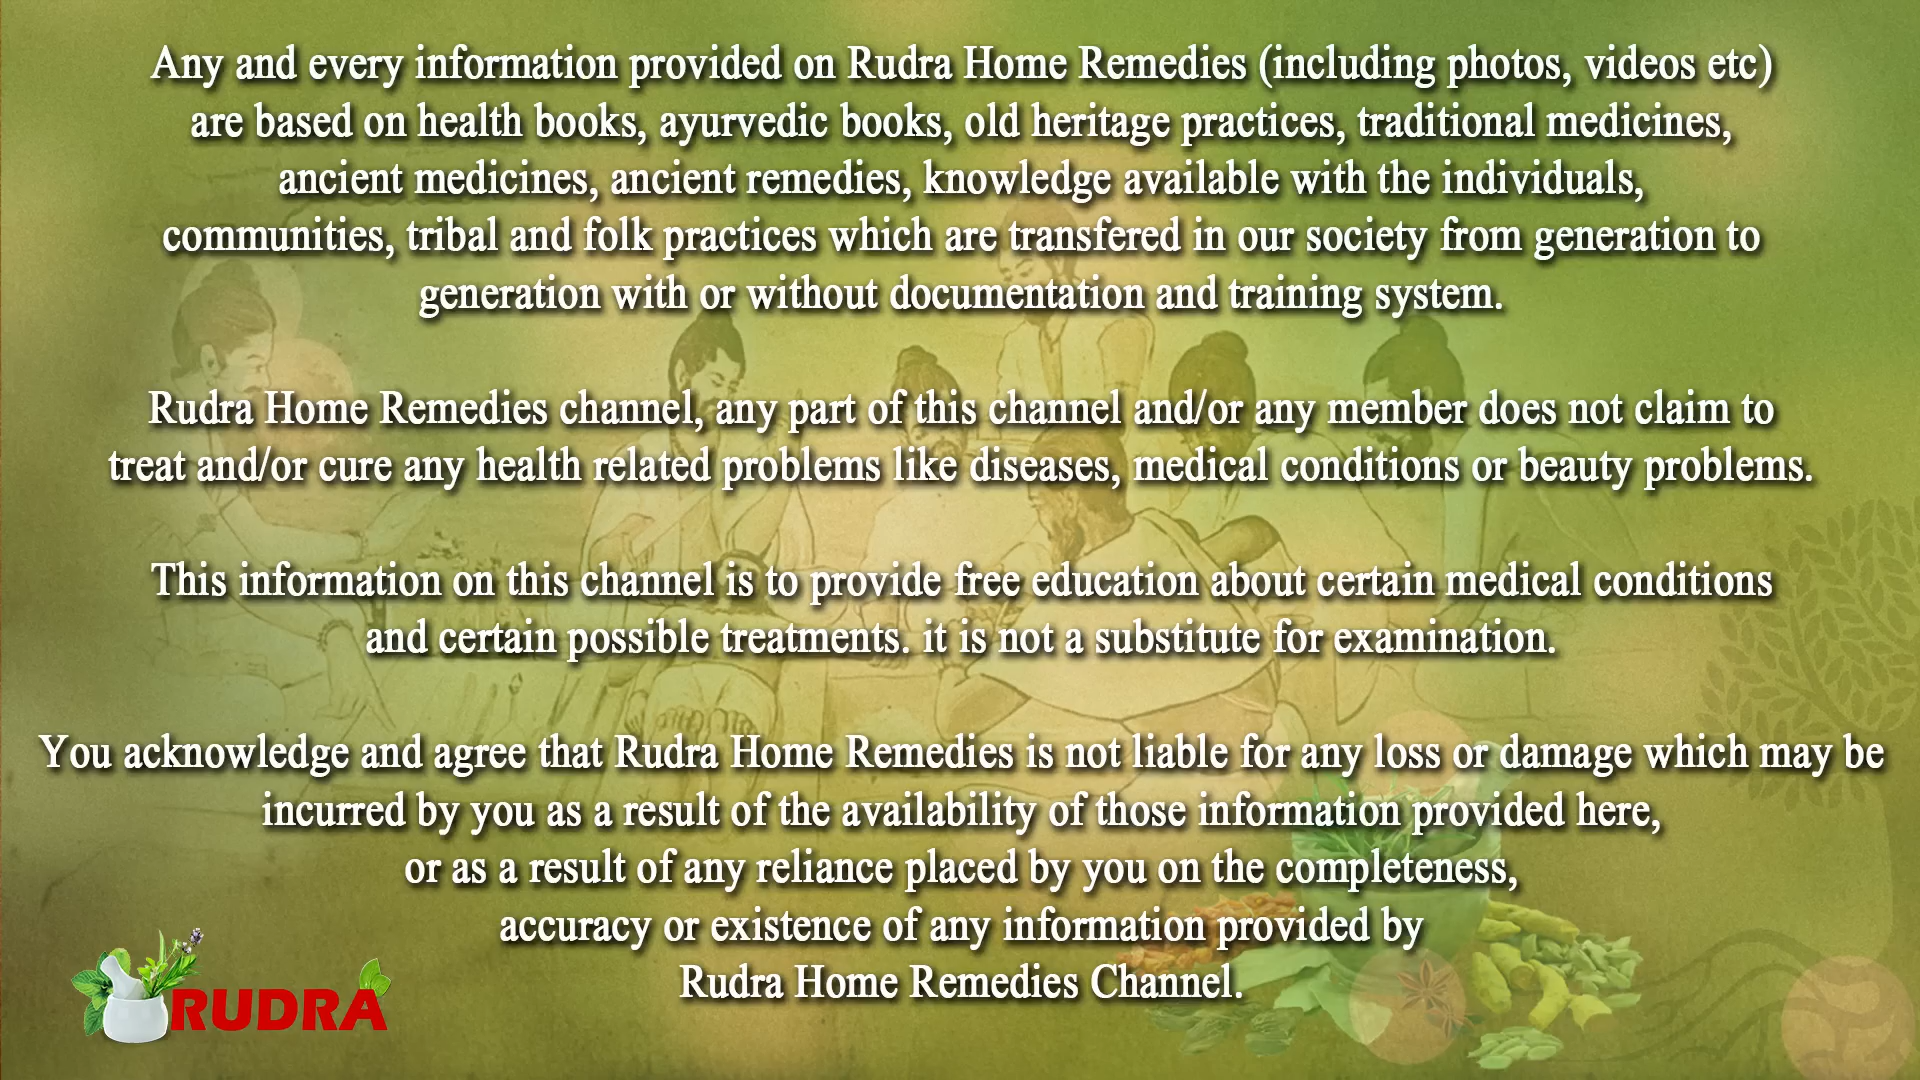 Any and every information provided on Rudra Home Remedies (including photos, videos etc)
are based on health books, ayurvedic books, old heritage practices, traditional medicines,
ancient medicines, ancient remedies, knowledge available with the individuals,
communities, tribal and folk practices which are transfered in our society from generation to
generation with or without documentation and training system.
Rudra Home Remedies channel, any part of this channel and/or any member does not claim to
treat and/or cure any health related problems like diseases, medical conditions or beauty problems.
This information on this channel is to provide free education about certain medical conditions
and certain possible treatments. it is not a substitute for examination.
You acknowledge and agree that Rudra Home Remedies is not liable for any loss or damage which may be
incurred by you as a result of the availability of those information provided here,
or as a result of any reliance placed by you on the completeness,
accuracy or existence of any information provided by
Rudra Home Remedies Channel.
RUDRA